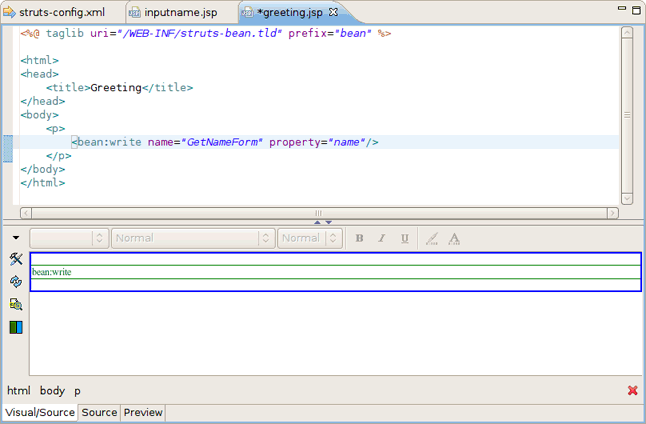 struts-config.xml inputname.jsp *greeting.jsp
<%@ taglib uri="/WEB-INF/struts-bean.tld" prefix="bean" %>
<html>
<head>
<title>Greeting</title>
</head>
<body>
<p>
<bean:write name="GetNameForm" property="name"/>
</p>
</body>
</html>
Normal Normal B I U A
bean:write
html body p
Visual/Source Source Preview